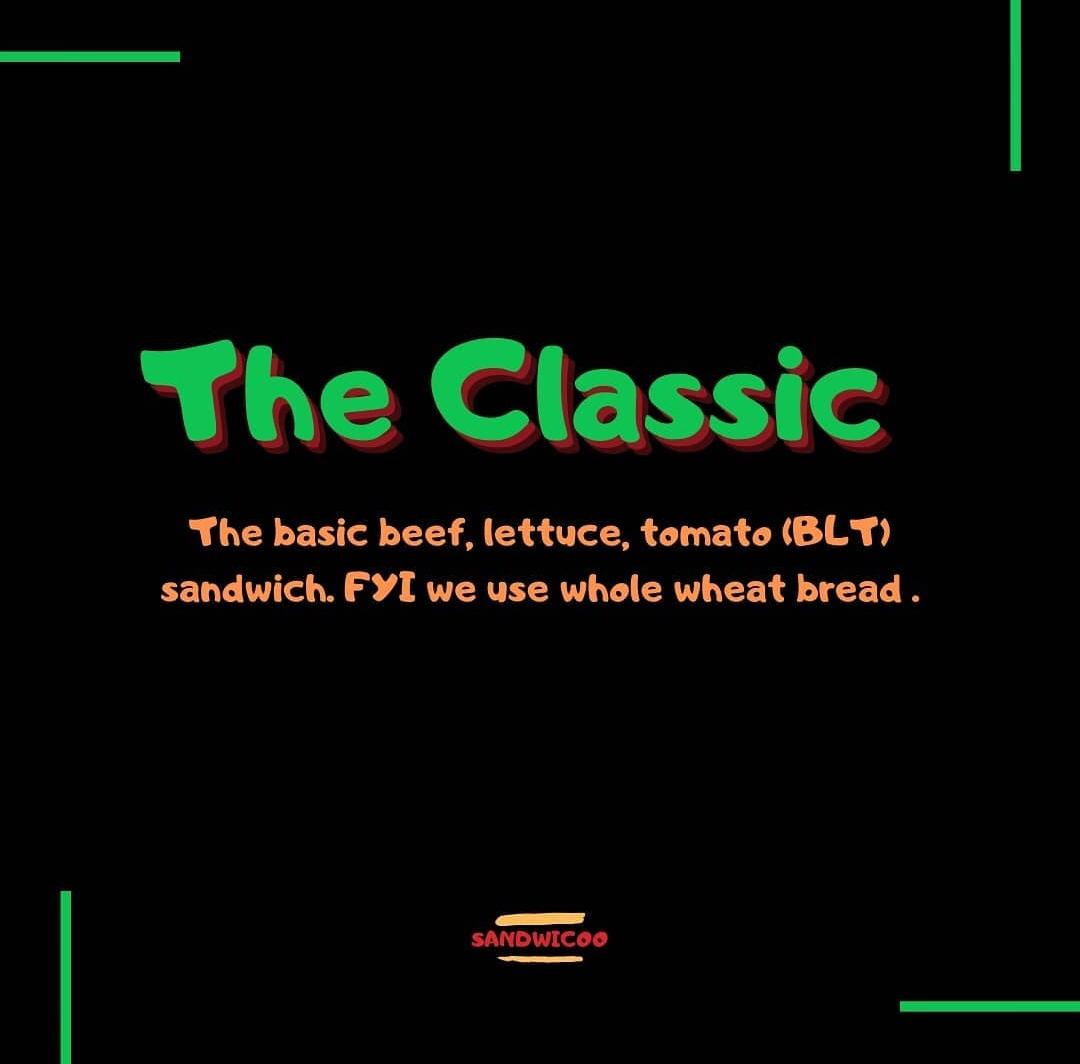 The Classic
The basic beef, lettuce, tomato (BLT)
sandwich. FYI we use whole wheat bread .
SANDWICOO